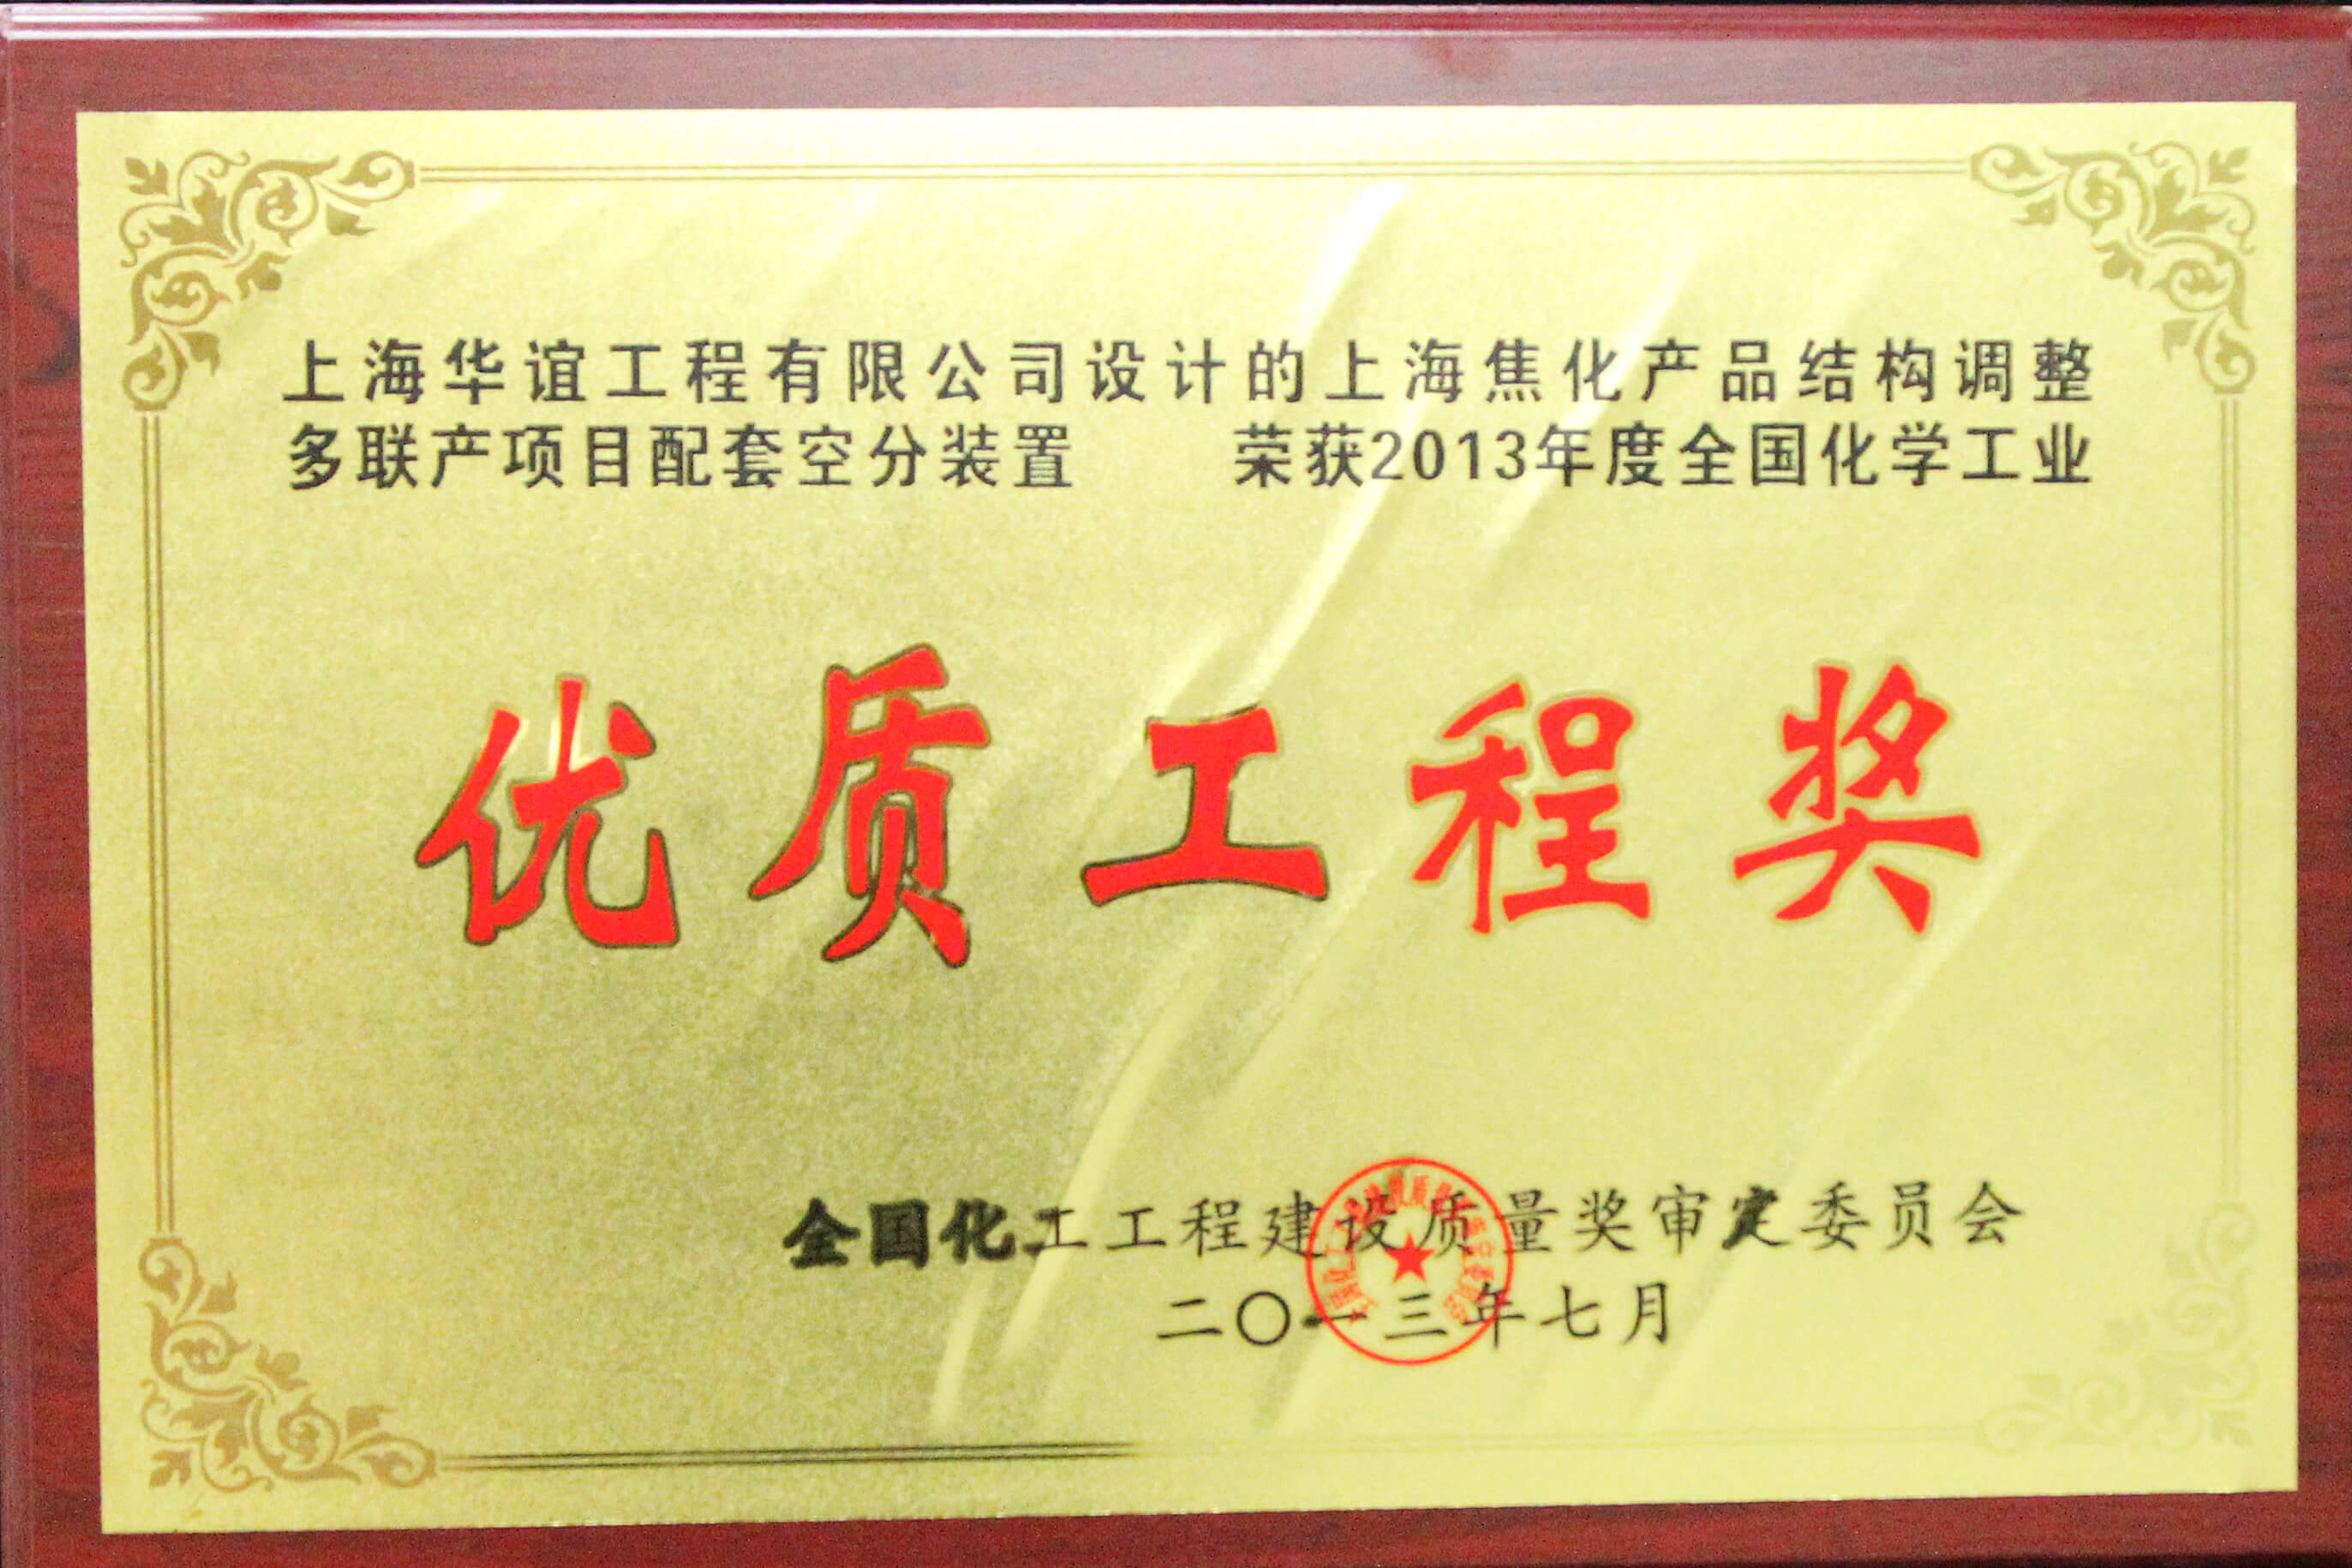 上海华谊工程有限公司设计的上海焦化产品结构调整
多联产项目配套空分装置 荣获2013年度全国化学工业
优质工程奖
全国化工工程建设质量奖审定委员会
二〇一三年七月